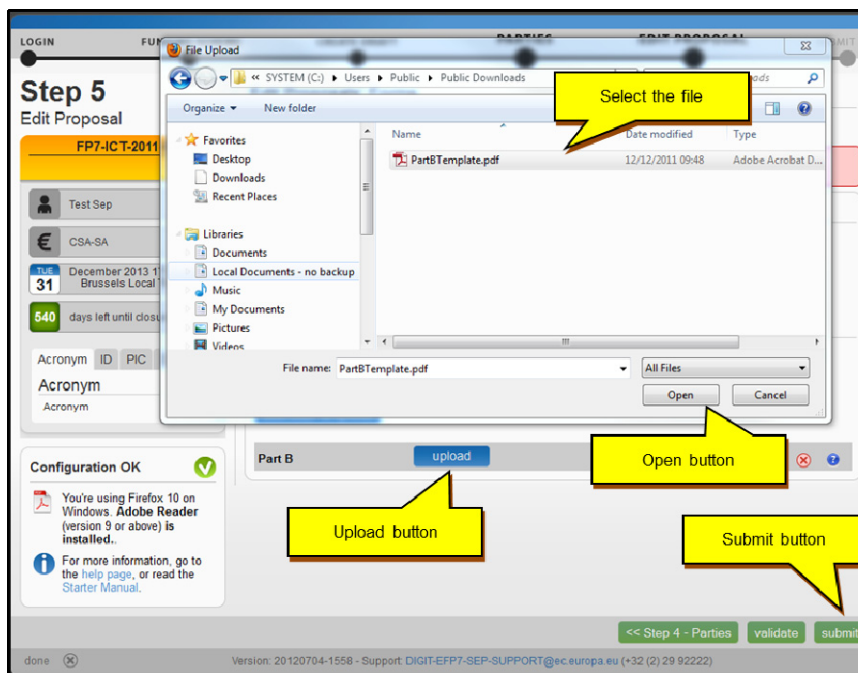 LOGIN
PARTIES
EDIT PROPOSAL
File Upload
« SYSTEM (C:) ▸ Users ▸ Public ▸ Public Downloads
Organize
New folder
Select the file
Step 5
Edit Proposal
FP7-ICT-2011
Test Sep
CSA-SA
TUE
31
December 2013 1
Brussels Local
540
days left until closu
Acronym ID PIC
Acronym
Acronym
Favorites
Desktop
Downloads
Recent Places
Libraries
Documents
Local Documents - no backup
Music
My Documents
Pictures
Videos
Name
Date modified
Type
PartBTemplate.pdf
12/12/2011 09:48
Adobe Acrobat D...
File name: PartBTemplate.pdf
All Files
Open
Cancel
Open button
Part B
upload
Upload button
Submit button
Configuration OK
You're using Firefox 10 on
Windows. Adobe Reader
(version 9 or above) is
installed..
For more information, go to
the help page, or read the
Starter Manual.
<< Step 4 - Parties
validate
submit
done
Version: 20120704-1558 - Support: DIGIT-EFP7-SEP-SUPPORT@ec.europa.eu (+32 (2) 29 92222)